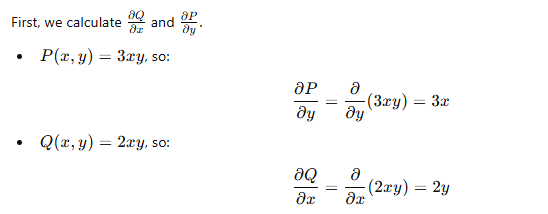 First, we calculate ∂Q/∂x and ∂P/∂y.
• P(x, y) = 3xy, so:
∂P/∂y = ∂/∂y (3xy) = 3x
• Q(x, y) = 2xy, so:
∂Q/∂x = ∂/∂x (2xy) = 2y